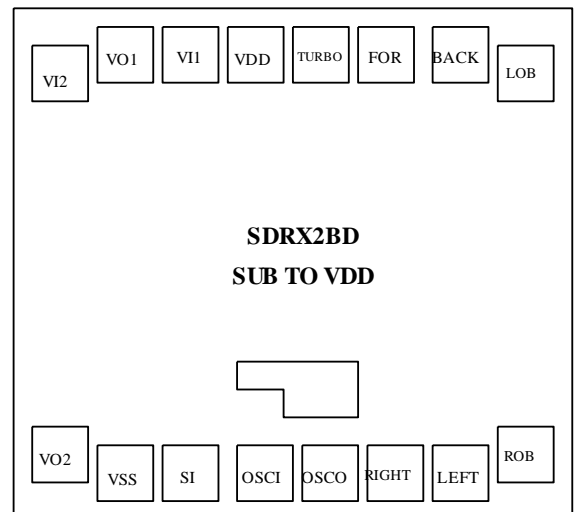 VI2 VO1 VI1 VDD TURBO FOR BACK LOB
SDRX2BD
SUB TO VDD
VO2 VSS SI OSCI OSCO RIGHT LEFT ROB